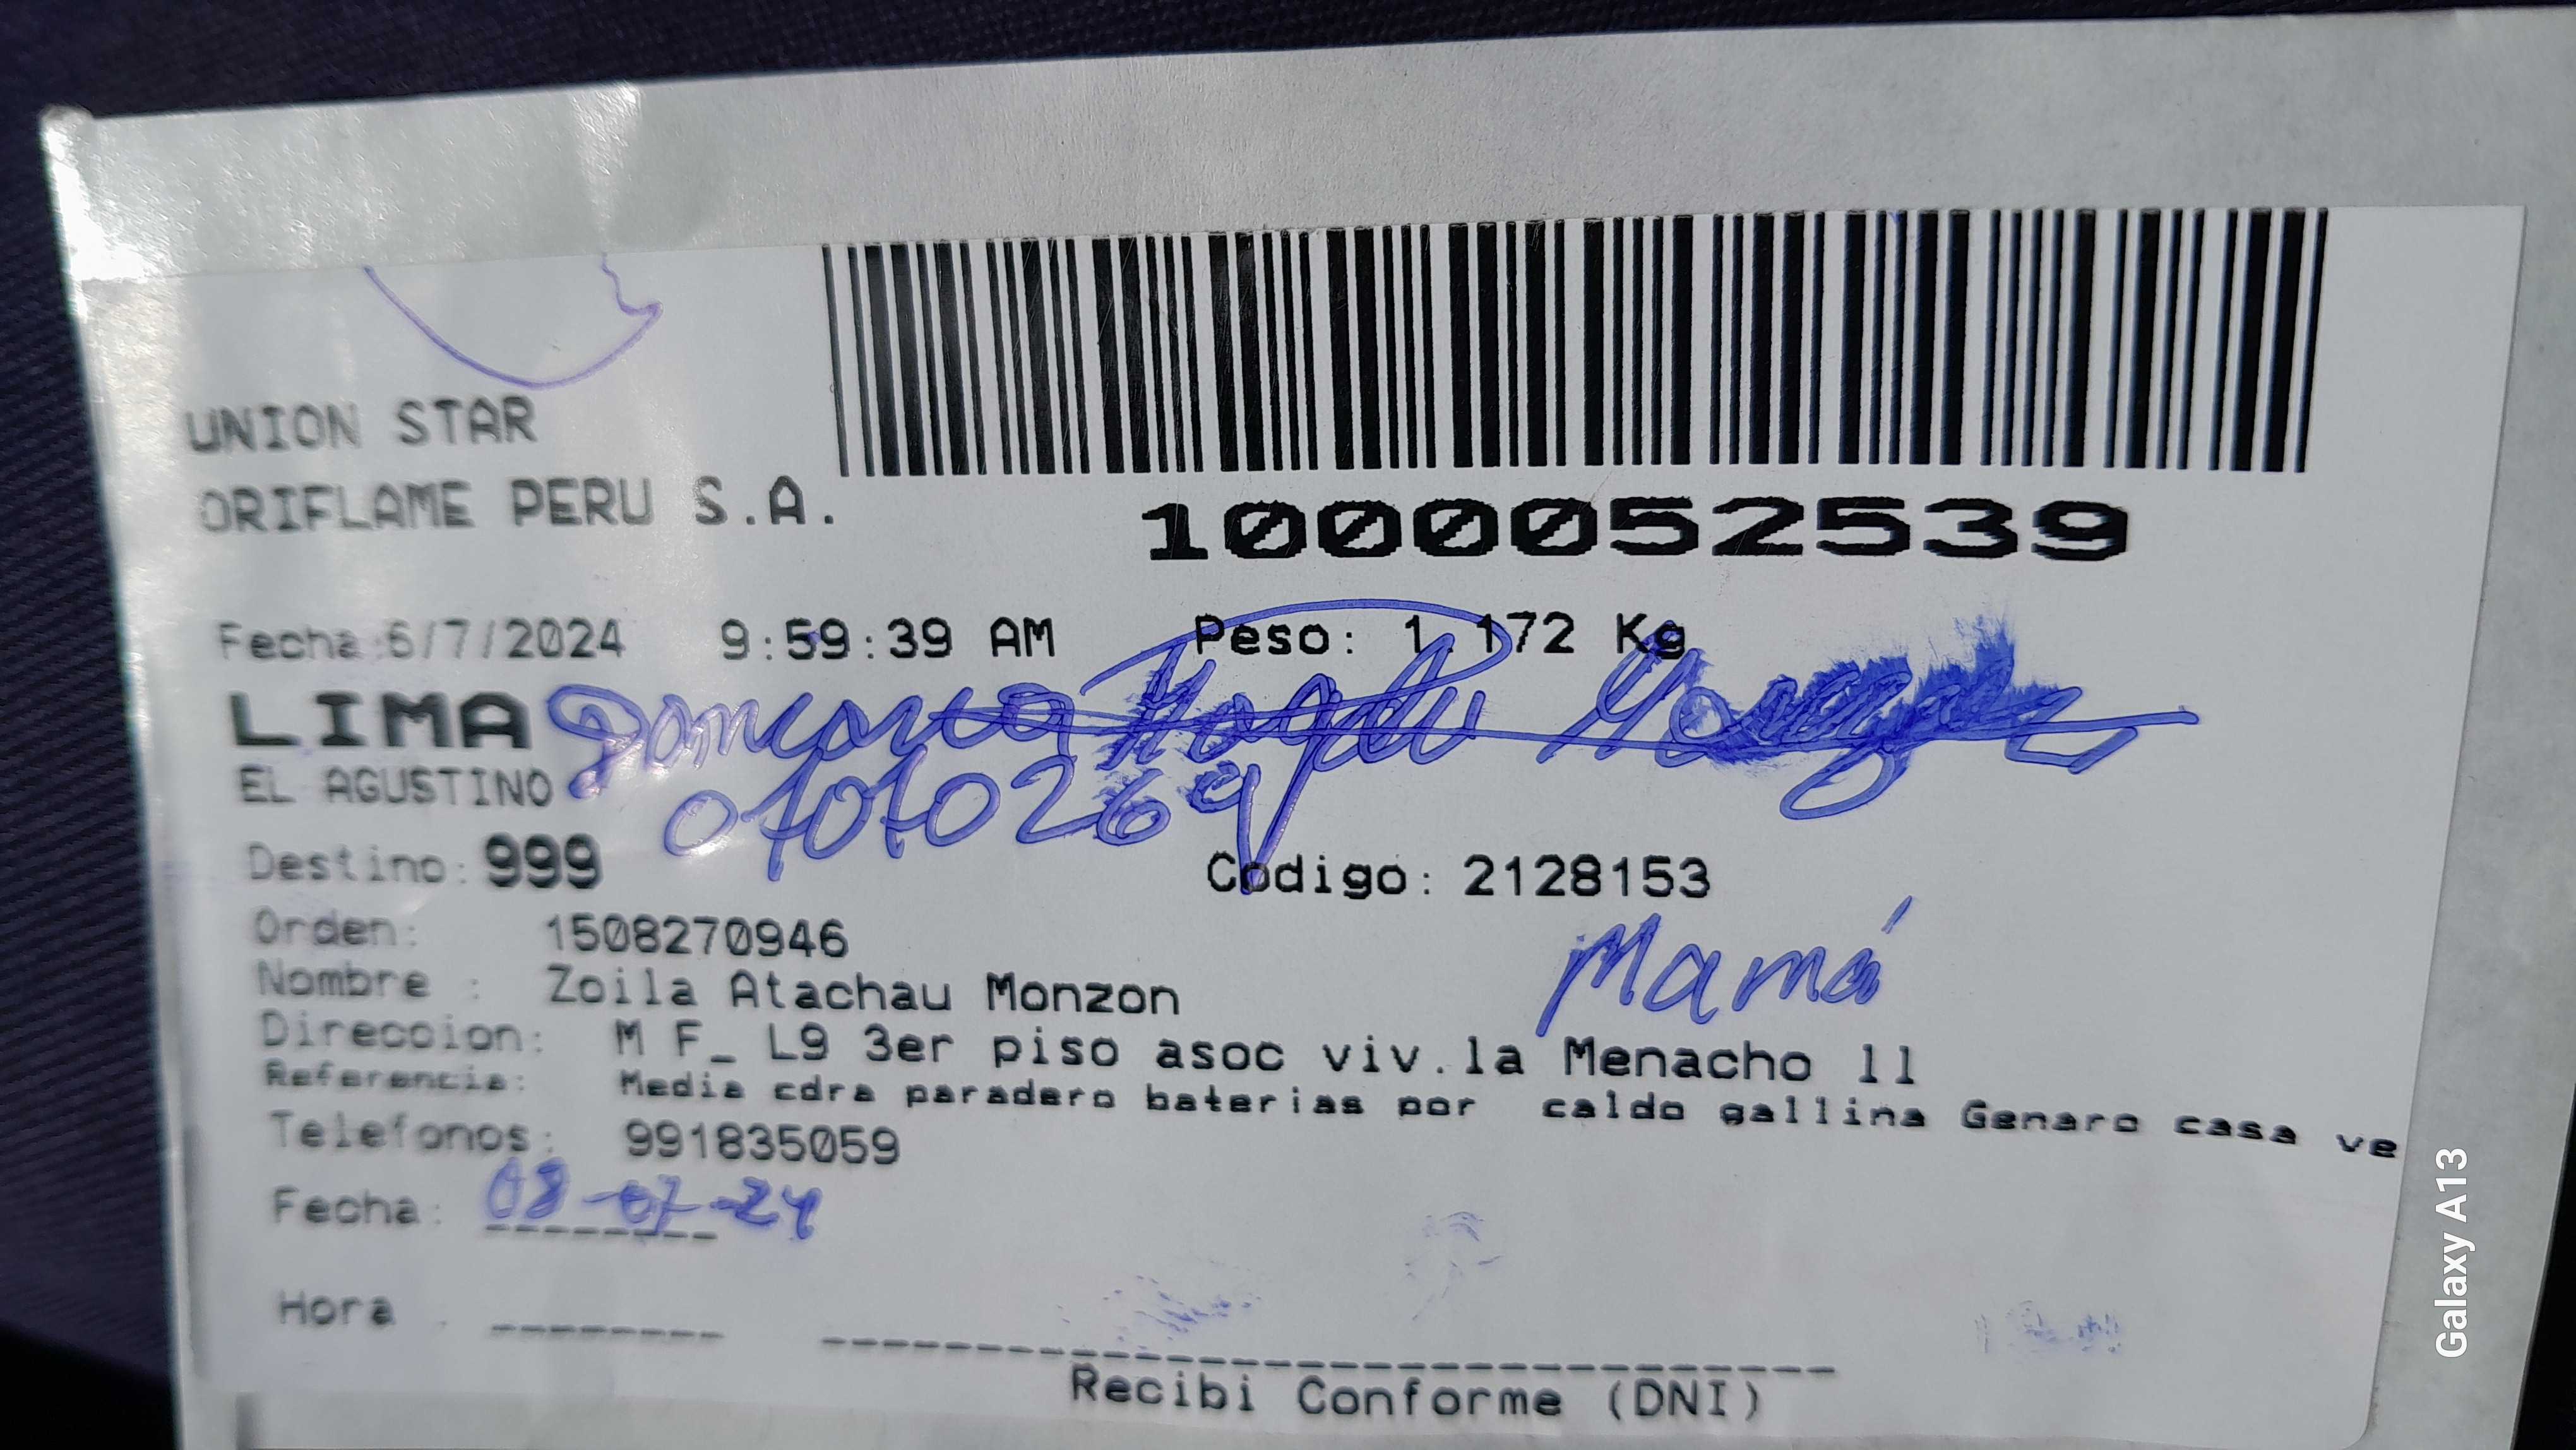 UNION STAR
ORIFLAME PERU S.A.
1000052539
Fecha:6/7/2024 9:59:39 AM Peso: 1.172 Kg
LIMA
EL AGUSTINO
07070269
Destino: 999 Codigo: 2128153
Orden: 1508270946
Mamá
Nombre : Zoila Atachau Monzon
Direccion: M F_ L9 3er piso asoc viv.la Menacho 11
Referencia: Media cdra paradero baterias por caldo gallina Genaro casa ve
Telefonos: 991835059
Fecha: 08-07-24
Hora .
Recibi Conforme (DNI)
Galaxy A13